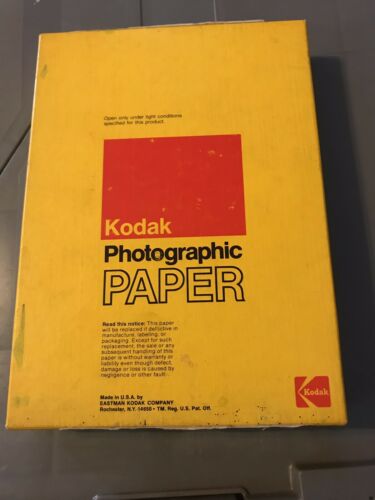 Open only under light conditions
specified for this product.
Kodak
Photographic
PAPER
Read this notice: This paper
will be replaced if defective in
manufacture, labeling, or
packaging. Except for such
replacement, the sale or any
subsequent handling of this
paper is without warranty or
liability even though defect,
damage or loss is caused by
negligence or other fault.
Made in U.S.A. by
EASTMAN KODAK COMPANY
Rochester, N.Y. 14650 • TM. Reg. U.S. Pat. Off.
Kodak